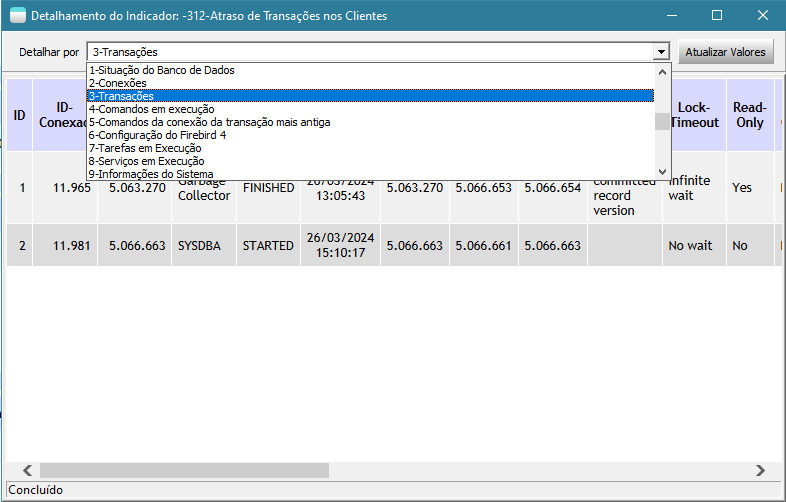 Detalhamento do Indicador: -312-Atraso de Transações nos Clientes
Detalhar por 3-Transações Atualizar Valores
1-Situação do Banco de Dados
2-Conexões
3-Transações
4-Comandos em execução
5-Comandos da conexão da transação mais antiga
6-Configuração do Firebird 4
7-Tarefas em Execução
8-Serviços em Execução
9-Informações do Sistema
ID ID-Conexao Lock-Timeout Read-Only
1 11.965 5.063.270 Garbage Collector FINISHED 26/03/2024 13:05:43 5.063.270 5.066.653 5.066.654 committed record version Infinite wait Yes
2 11.981 5.066.663 SYSDBA STARTED 26/03/2024 15:10:17 5.066.663 5.066.661 5.066.663 No wait No
Concluído